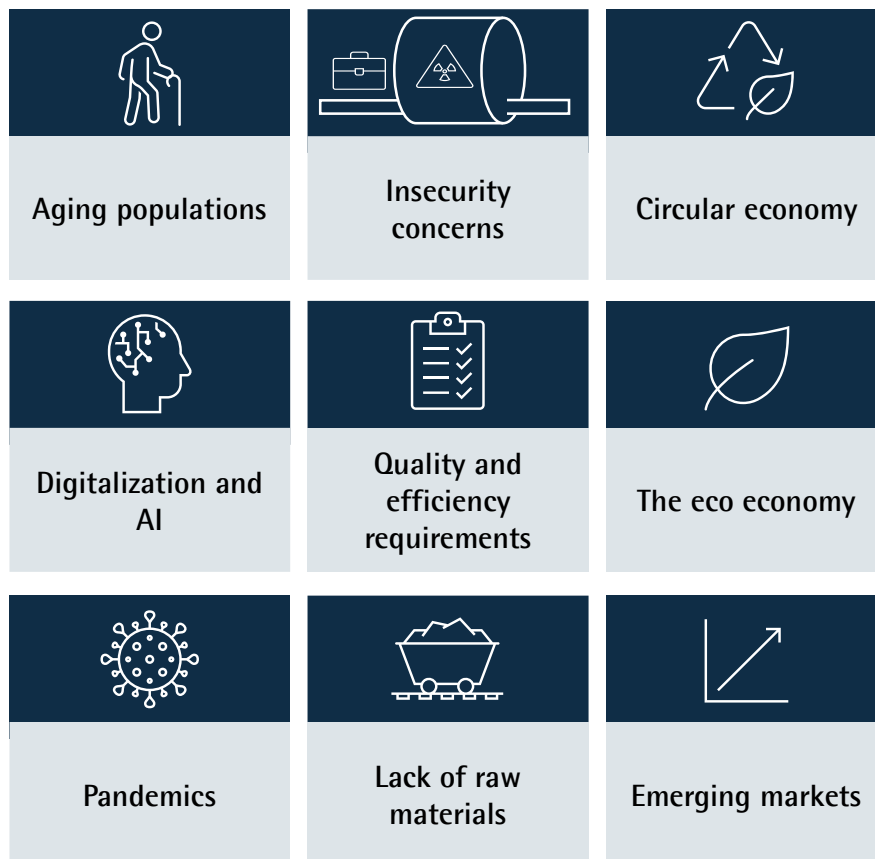 Aging populations
Insecurity
concerns
Circular economy
Digitalization and
AI
Quality and
efficiency
requirements
The eco economy
Pandemics
Lack of raw
materials
Emerging markets